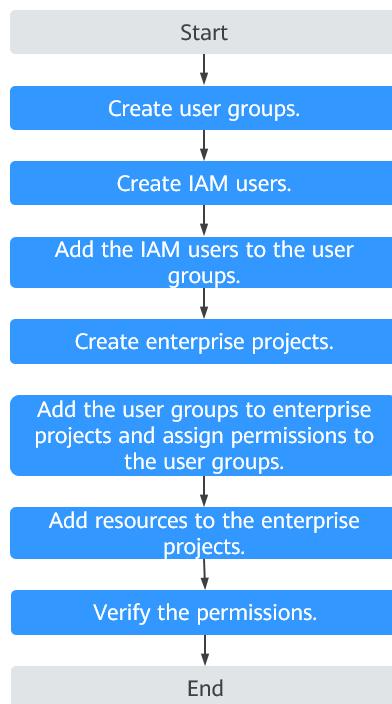 Start
Create user groups.
Create IAM users.
Add the IAM users to the user
groups.
Create enterprise projects.
Add the user groups to enterprise
projects and assign permissions to
the user groups.
Add resources to the enterprise
projects.
Verify the permissions.
End